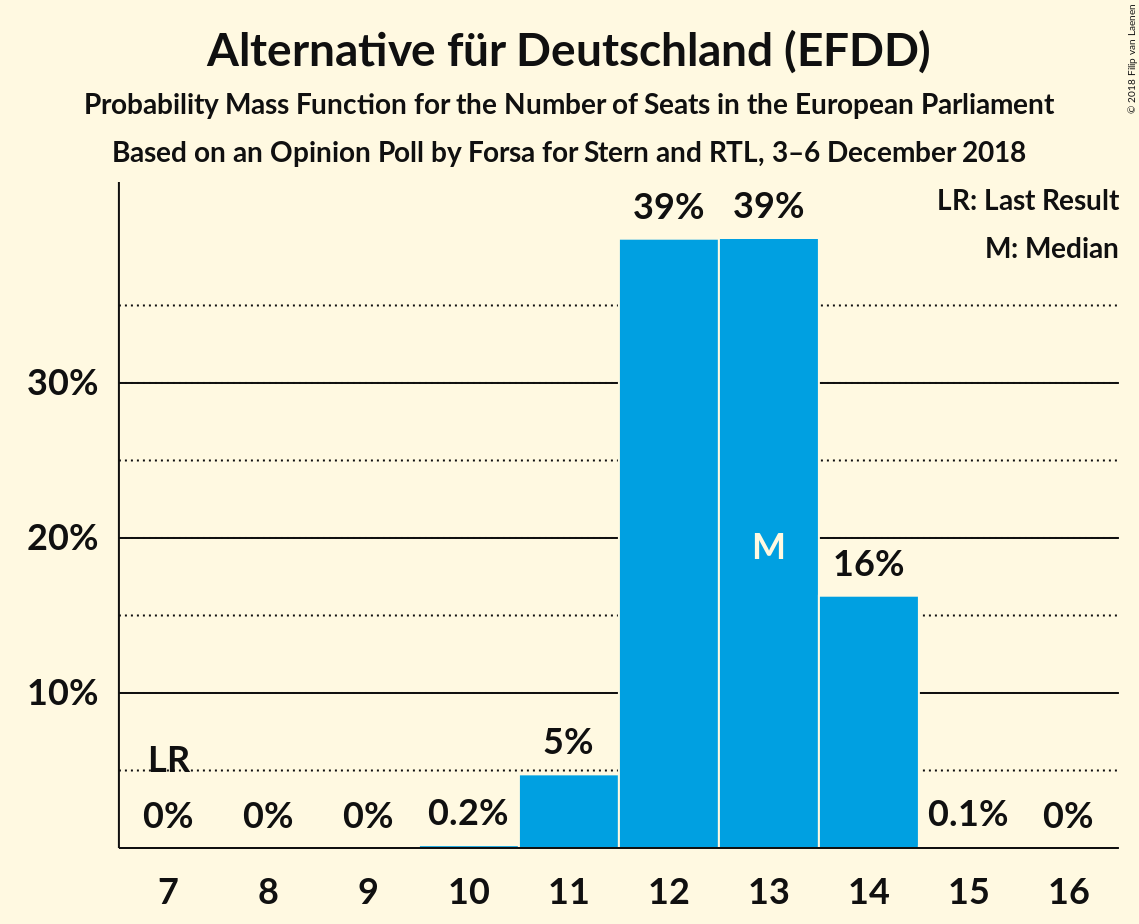 Alternative für Deutschland (EFDD)
Probability Mass Function for the Number of Seats in the European Parliament
Based on an Opinion Poll by Forsa for Stern and RTL, 3–6 December 2018
© 2018 Filip van Laenen
LR: Last Result
M: Median
39% 39%
30%
20%
M
16%
10%
5%
LR
0% 0% 0% 0.2% 0.1% 0%
7 8 9 10 11 12 13 14 15 16